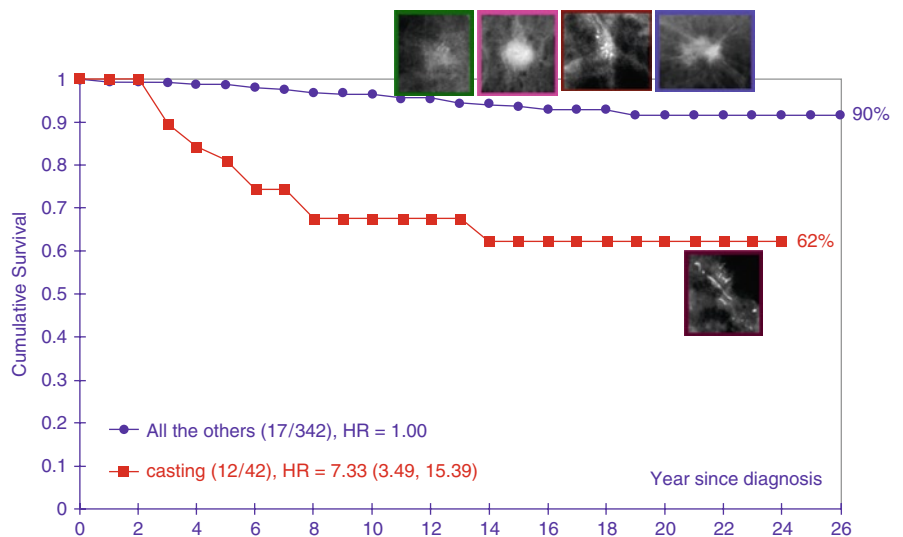 1
0.9
0.8
0.7
0.6
0.5
0.4
0.3
0.2
0.1
0
Cumulative Survival
90%
62%
All the others (17/342), HR = 1.00
casting (12/42), HR = 7.33 (3.49, 15.39)
Year since diagnosis
0 2 4 6 8 10 12 14 16 18 20 22 24 26